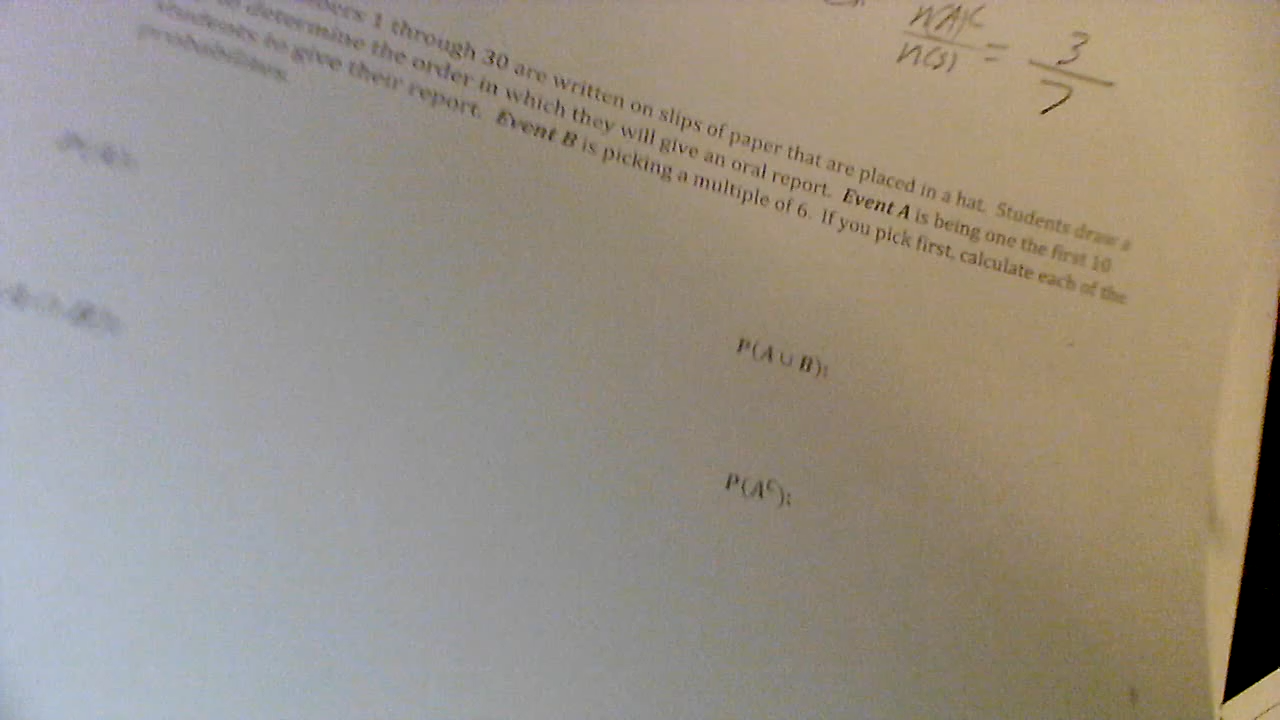 n(A)c
n(s) = 3
7
1 through 30 are written on slips of paper that are placed in a hat. Students draw a
determine the order in which they will give an oral report. Event A is being one the first 10
students to give their report. Event B is picking a multiple of 6. If you pick first, calculate each of the
probabilities.
P(A ∪ B):
P(Aᶜ):